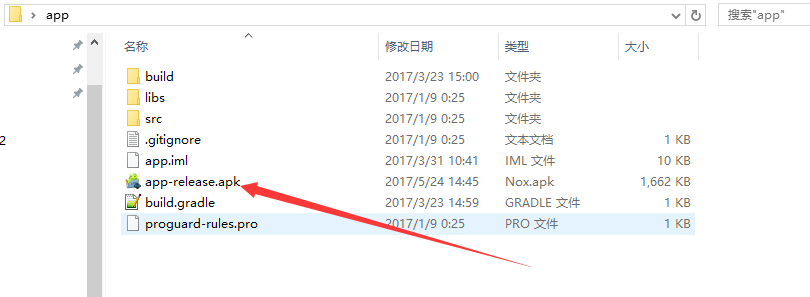 app
搜索"app"
名称 修改日期 类型 大小
build 2017/3/23 15:00 文件夹
libs 2017/1/9 0:25 文件夹
src 2017/1/9 0:25 文件夹
.gitignore 2017/1/9 0:25 文本文档 1 KB
app.iml 2017/3/31 10:41 IML 文件 10 KB
app-release.apk 2017/5/24 14:45 Nox.apk 1,662 KB
build.gradle 2017/3/23 14:59 GRADLE 文件 1 KB
proguard-rules.pro 2017/1/9 0:25 PRO 文件 1 KB
2